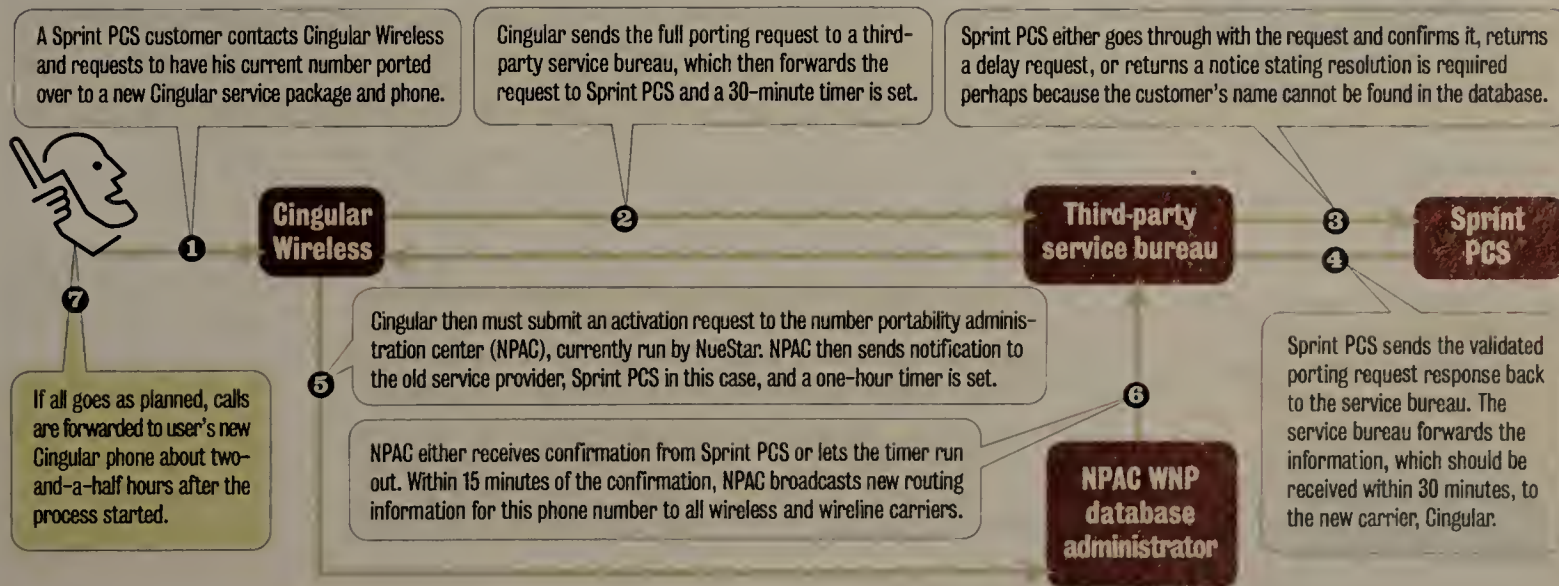 A Sprint PCS customer contacts Cingular Wireless
and requests to have his current number ported
over to a new Cingular service package and phone.
Cingular sends the full porting request to a third-
party service bureau, which then forwards the
request to Sprint PCS and a 30-minute timer is set.
Sprint PCS either goes through with the request and confirms it, returns
a delay request, or returns a notice stating resolution is required
perhaps because the customer's name cannot be found in the database.
1
Cingular
Wireless
2
Third-party
service bureau
3
4
Sprint
PCS
7
If all goes as planned, calls
are forwarded to user's new
Cingular phone about two-
and-a-half hours after the
process started.
5
Cingular then must submit an activation request to the number portability adminis-
tration center (NPAC), currently run by NueStar. NPAC then sends notification to
the old service provider, Sprint PCS in this case, and a one-hour timer is set.
6
NPAC either receives confirmation from Sprint PCS or lets the timer run
out. Within 15 minutes of the confirmation, NPAC broadcasts new routing
information for this phone number to all wireless and wireline carriers.
NPAC WNP
database
administrator
Sprint PCS sends the validated
porting request response back
to the service bureau. The
service bureau forwards the
information, which should be
received within 30 minutes, to
the new carrier, Cingular.